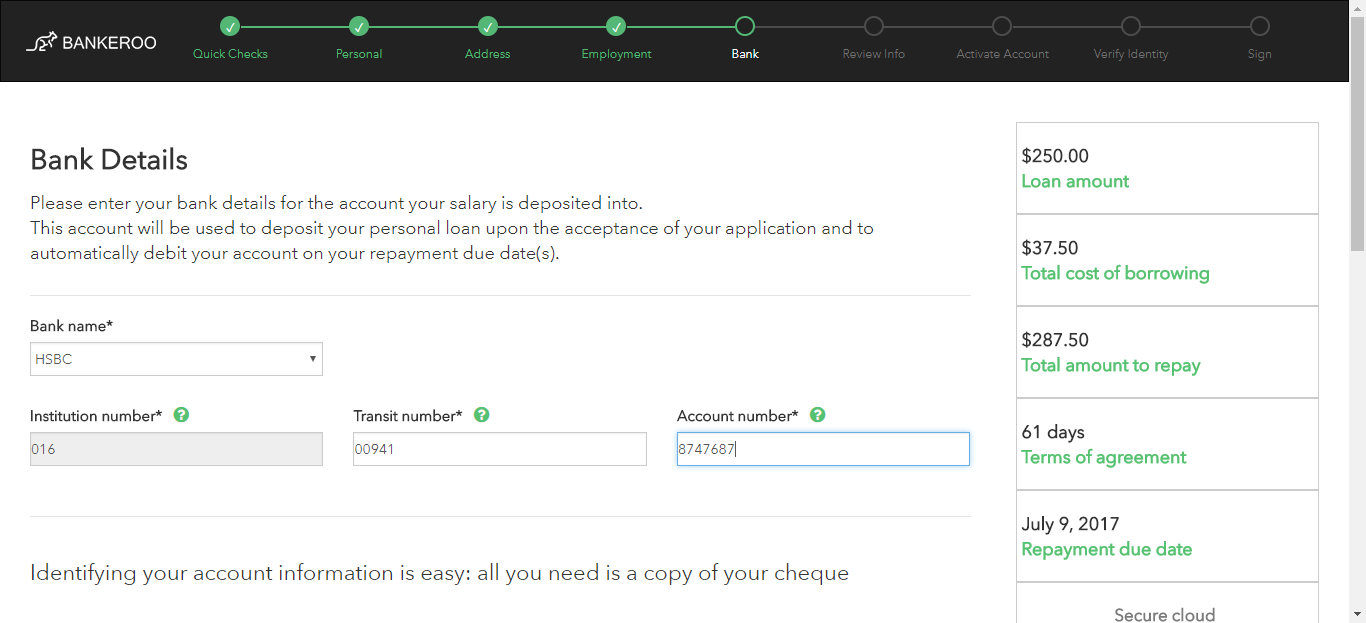 BANKEROO
Quick Checks
Personal
Address
Employment
Bank
Review Info
Activate Account
Verify Identity
Sign
Bank Details
Please enter your bank details for the account your salary is deposited into.
This account will be used to deposit your personal loan upon the acceptance of your application and to
automatically debit your account on your repayment due date(s).
Bank name*
HSBC
Institution number* ?
016
Transit number* ?
00941
Account number* ?
8747687
Identifying your account information is easy: all you need is a copy of your cheque
$250.00
Loan amount
$37.50
Total cost of borrowing
$287.50
Total amount to repay
61 days
Terms of agreement
July 9, 2017
Repayment due date
Secure cloud